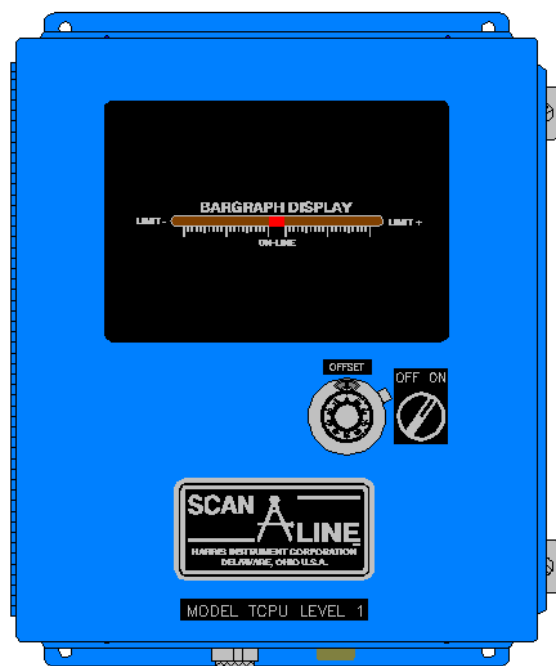 BARGRAPH DISPLAY
LIMIT - LIMIT +
ON-LINE
OFFSET
OFF ON
SCAN A LINE
HARRIS INSTRUMENT CORPORATION
DELAWARE, OHIO U.S.A.
MODEL TCPU LEVEL 1